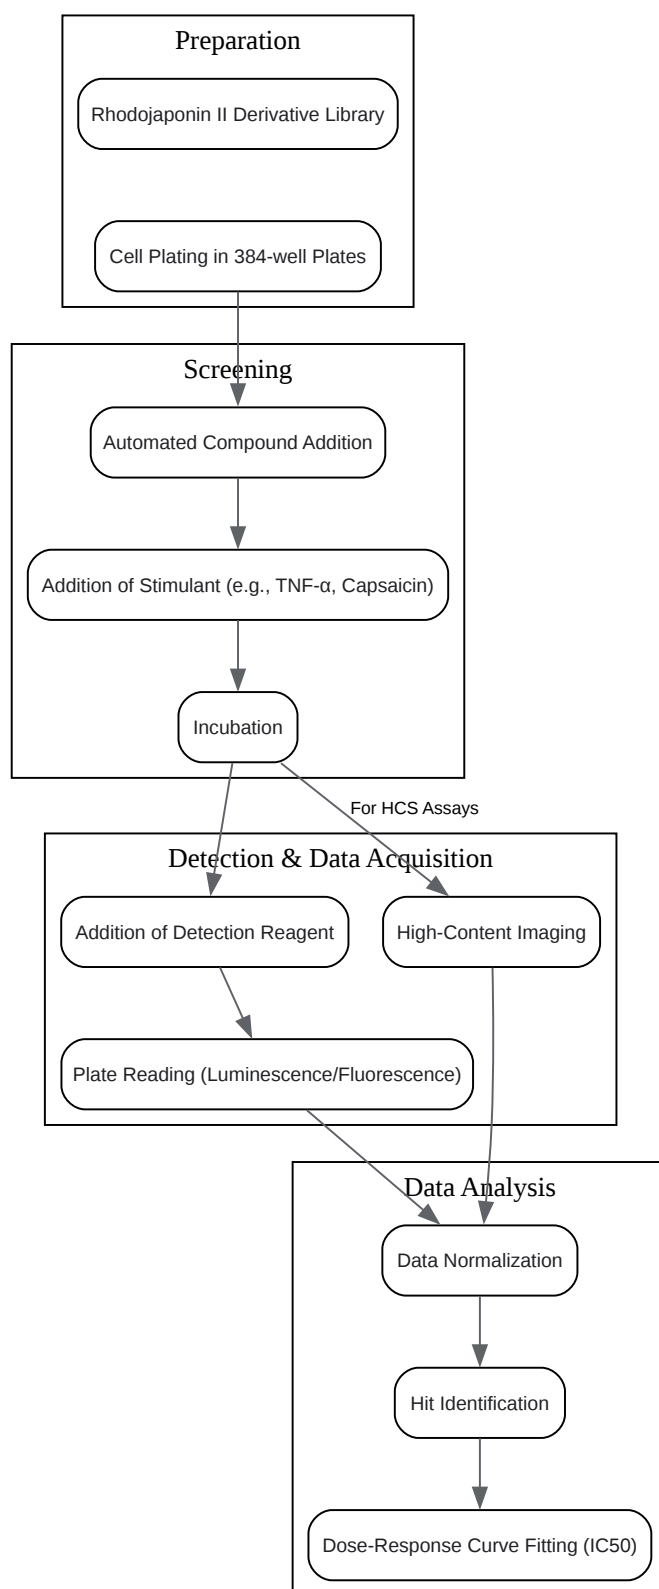 Preparation
Rhodojaponin II Derivative Library
Cell Plating in 384-well Plates
Screening
Automated Compound Addition
Addition of Stimulant (e.g., TNF-α, Capsaicin)
Incubation
For HCS Assays
Detection & Data Acquisition
Addition of Detection Reagent
High-Content Imaging
Plate Reading (Luminescence/Fluorescence)
Data Analysis
Data Normalization
Hit Identification
Dose-Response Curve Fitting (IC50)